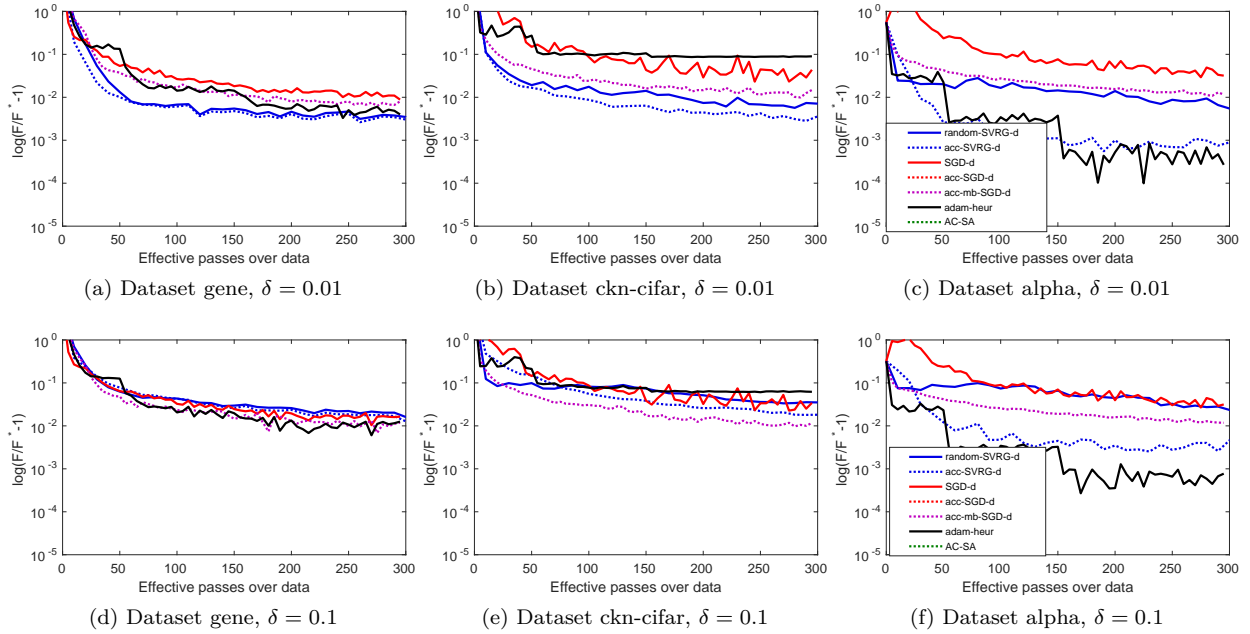 log(F/F* -1)
10^0
10^-1
10^-2
10^-3
10^-4
10^-5
0 50 100 150 200 250 300
Effective passes over data
(a) Dataset gene, δ = 0.01
log(F/F* -1)
10^0
10^-1
10^-2
10^-3
10^-4
10^-5
0 50 100 150 200 250 300
Effective passes over data
(b) Dataset ckn-cifar, δ = 0.01
log(F/F* -1)
10^0
10^-1
10^-2
10^-3
10^-4
10^-5
random-SVRG-d
acc-SVRG-d
SGD-d
acc-SGD-d
acc-mb-SGD-d
adam-heur
AC-SA
0 50 100 150 200 250 300
Effective passes over data
(c) Dataset alpha, δ = 0.01
log(F/F* -1)
10^0
10^-1
10^-2
10^-3
10^-4
10^-5
0 50 100 150 200 250 300
Effective passes over data
(d) Dataset gene, δ = 0.1
log(F/F* -1)
10^0
10^-1
10^-2
10^-3
10^-4
10^-5
0 50 100 150 200 250 300
Effective passes over data
(e) Dataset ckn-cifar, δ = 0.1
log(F/F* -1)
10^0
10^-1
10^-2
10^-3
10^-4
10^-5
random-SVRG-d
acc-SVRG-d
SGD-d
acc-SGD-d
acc-mb-SGD-d
adam-heur
AC-SA
0 50 100 150 200 250 300
Effective passes over data
(f) Dataset alpha, δ = 0.1